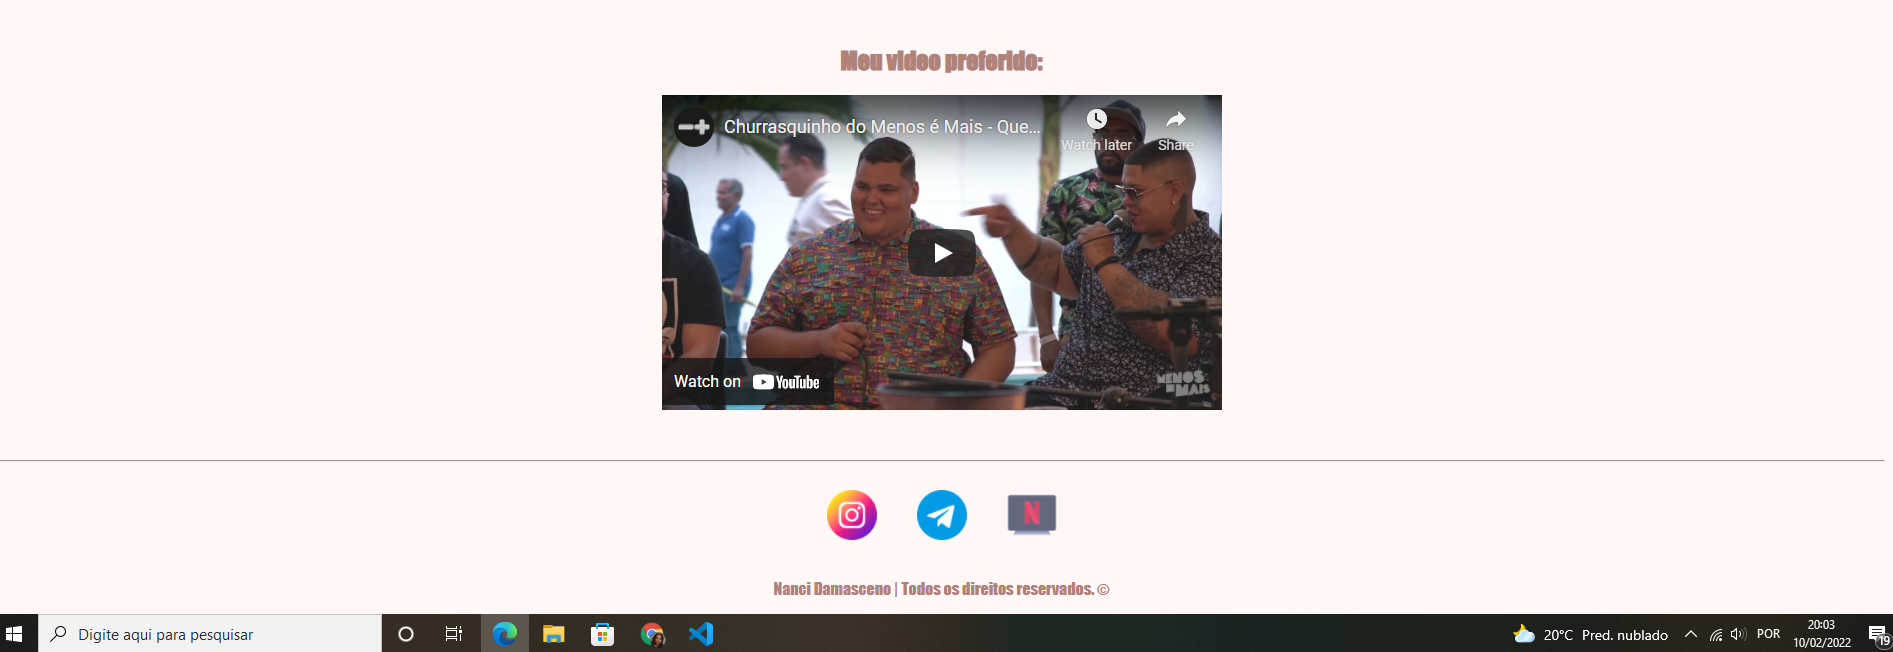 Meu video preferido:
Churrasquinho do Menos é Mais - Que...
Watch later
Share
MENOS
É MAIS
Watch on YouTube
N
Nanci Damasceno | Todos os direitos reservados. ©
Digite aqui para pesquisar
20°C Pred. nublado
POR
20:03
10/02/2022
19